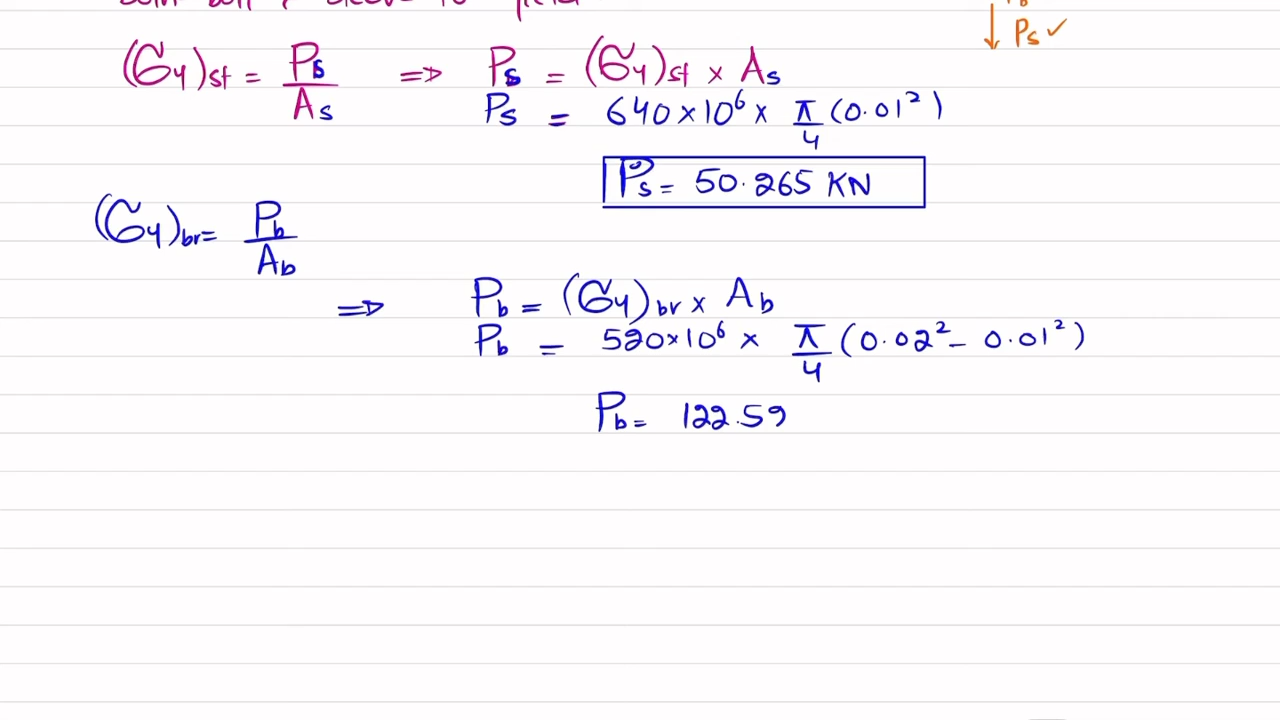 yield
Ps ✓
(σy)st = Ps/As ⇒ Ps = (σy)st × As
Ps = 640×10⁶ × π/4 (0.01²)
Ps = 50.265 KN
(σy)br = Pb/Ab
⇒ Pb = (σy)br × Ab
Pb = 520×10⁶ × π/4 (0.02² - 0.01²)
Pb = 122.59